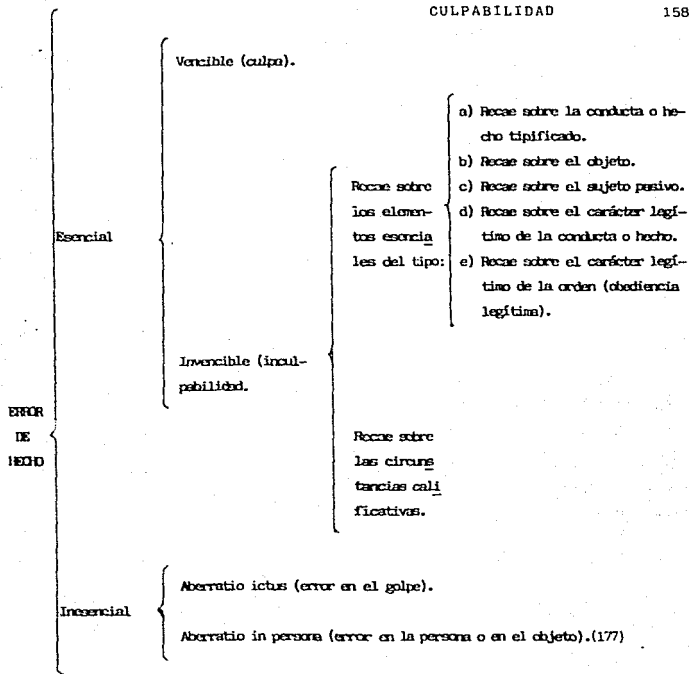 CULPABILIDAD 158
Vencible (culpa).
a) Recae sobre la conducta o he-
cho tipificado.
b) Recae sobre el objeto.
Recae sobre c) Recae sobre el sujeto pasivo.
los elemen- d) Recae sobre el carácter legí-
tos esencia timo de la conducta o hecho.
Esencial
les del tipo: e) Recae sobre el carácter legí-
timo de la orden (obediencia
legítima).
Invencible (incul-
pabilidad.
ERROR
DE
HECHO
Recae sobre
las circuns
tancias cali
ficativas.
Aberratio ictus (error en el golpe).
Inesencial
Aberratio in persona (error en la persona o en el objeto).(177)